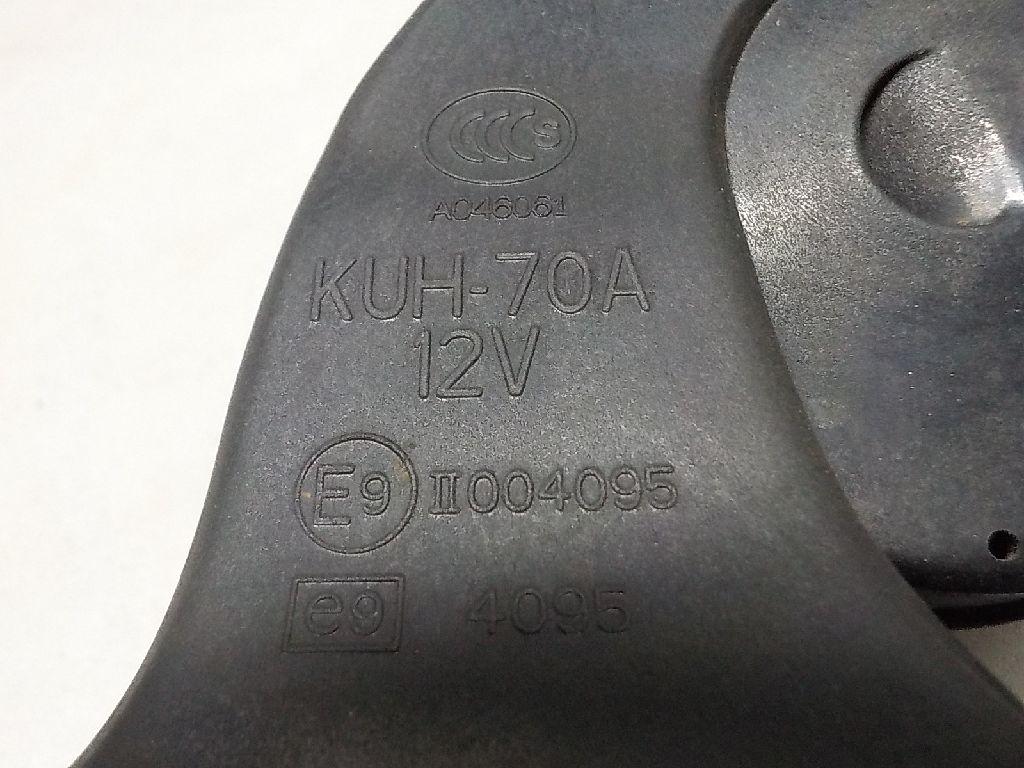 CCCS
A046061
KUH-70A
12V
E9 II004095
e9 4095